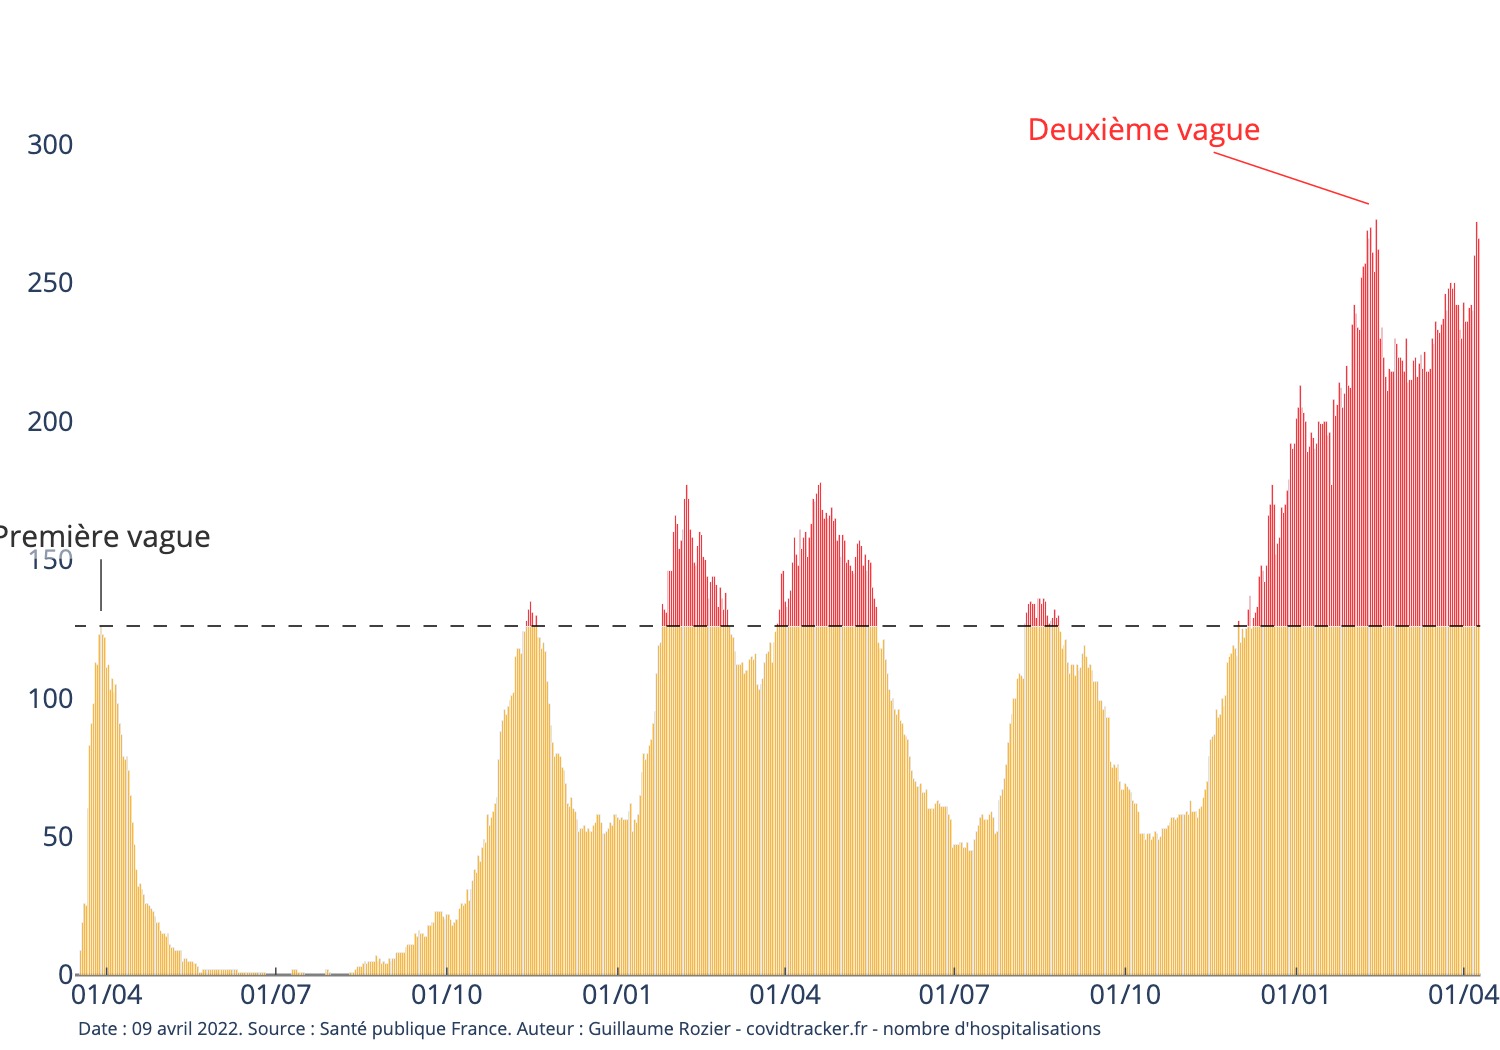 300
Deuxième vague
250
200
Première vague
150
100
50
0
01/04 01/07 01/10 01/01 01/04 01/07 01/10 01/01 01/04
Date : 09 avril 2022. Source : Santé publique France. Auteur : Guillaume Rozier - covidtracker.fr - nombre d'hospitalisations